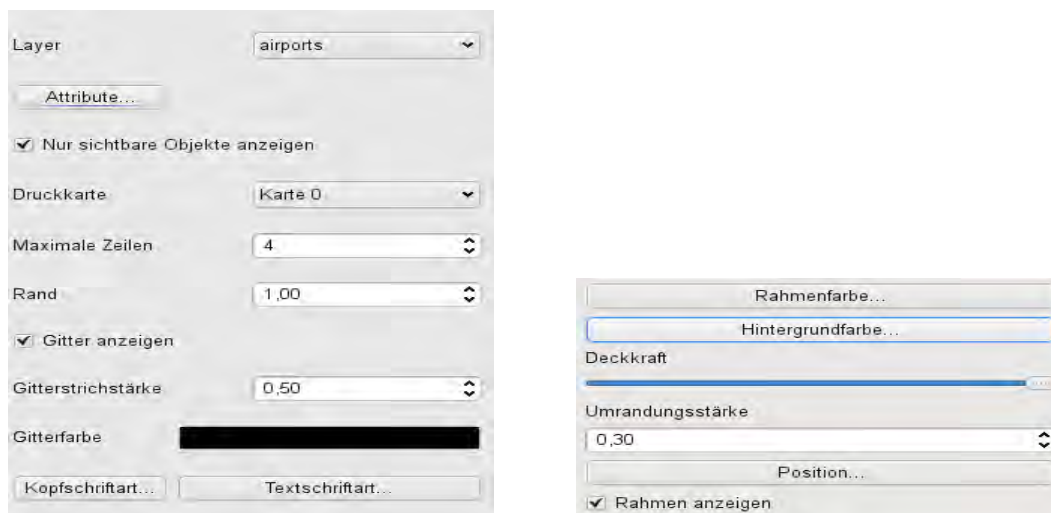 Layer airports
Attribute...
Nur sichtbare Objekte anzeigen
Druckkarte Karte 0
Maximale Zeilen 4
Rand 1,00
Gitter anzeigen
Gitterstrichstärke 0,50
Gitterfarbe
Kopfschriftart... Textschriftart...
Rahmenfarbe...
Hintergrundfarbe...
Deckkraft
Umrandungsstärke
0,30
Position...
Rahmen anzeigen